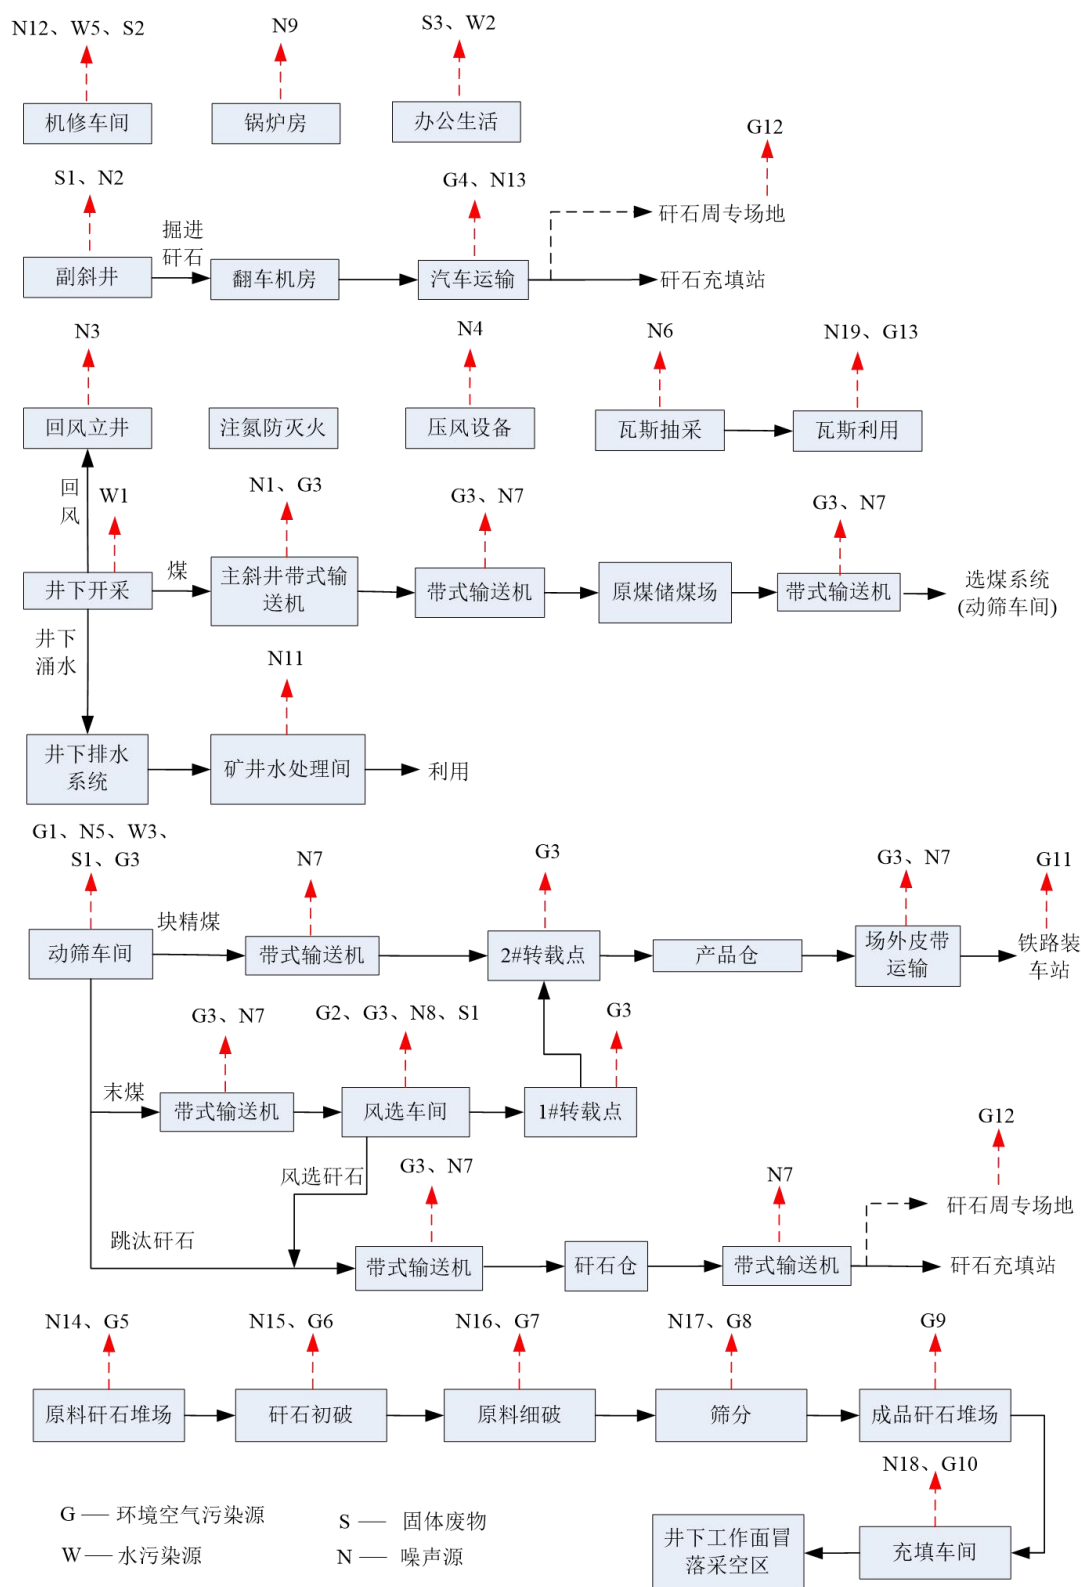 N12、W5、S2
N9
S3、W2
机修车间
锅炉房
办公生活
G12
S1、N2
G4、N13
矸石周专场地
掘进
矸石
副斜井
翻车机房
汽车运输
矸石充填站
N3
N4
N6
N19、G13
回风立井
注氮防灭火
压风设备
瓦斯抽采
瓦斯利用
回
风
W1
N1、G3
G3、N7
G3、N7
煤
井下开采
主斜井带式输
送机
带式输送机
原煤储煤场
带式输送机
选煤系统
(动筛车间)
井下
涌水
N11
井下排水
系统
矿井水处理间
利用
G1、N5、W3、
S1、G3
N7
G3
G3、N7
G11
块精煤
动筛车间
带式输送机
2#转载点
产品仓
场外皮带
运输
铁路装
车站
G3、N7
G2、G3、N8、S1
G3
末煤
带式输送机
风选车间
1#转载点
G12
风选矸石
G3、N7
N7
矸石周专场地
跳汰矸石
带式输送机
矸石仓
带式输送机
矸石充填站
N14、G5
N15、G6
N16、G7
N17、G8
G9
原料矸石堆场
矸石初破
原料细破
筛分
成品矸石堆场
N18、G10
G — 环境空气污染源
S — 固体废物
井下工作面冒
落采空区
充填车间
W — 水污染源
N — 噪声源